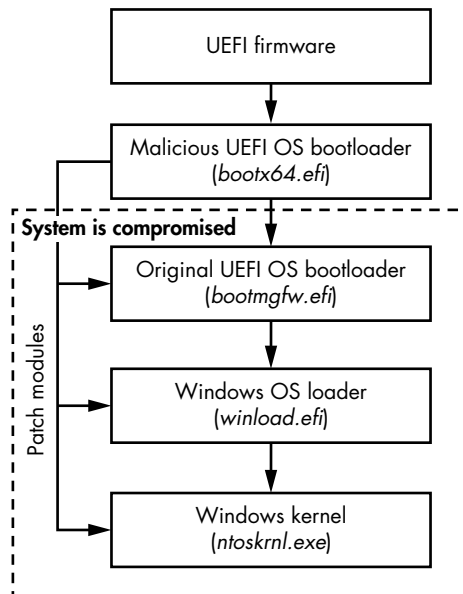 UEFI firmware
Malicious UEFI OS bootloader
(bootx64.efi)
System is compromised
Original UEFI OS bootloader
(bootmgfw.efi)
Patch modules
Windows OS loader
(winload.efi)
Windows kernel
(ntoskrnl.exe)